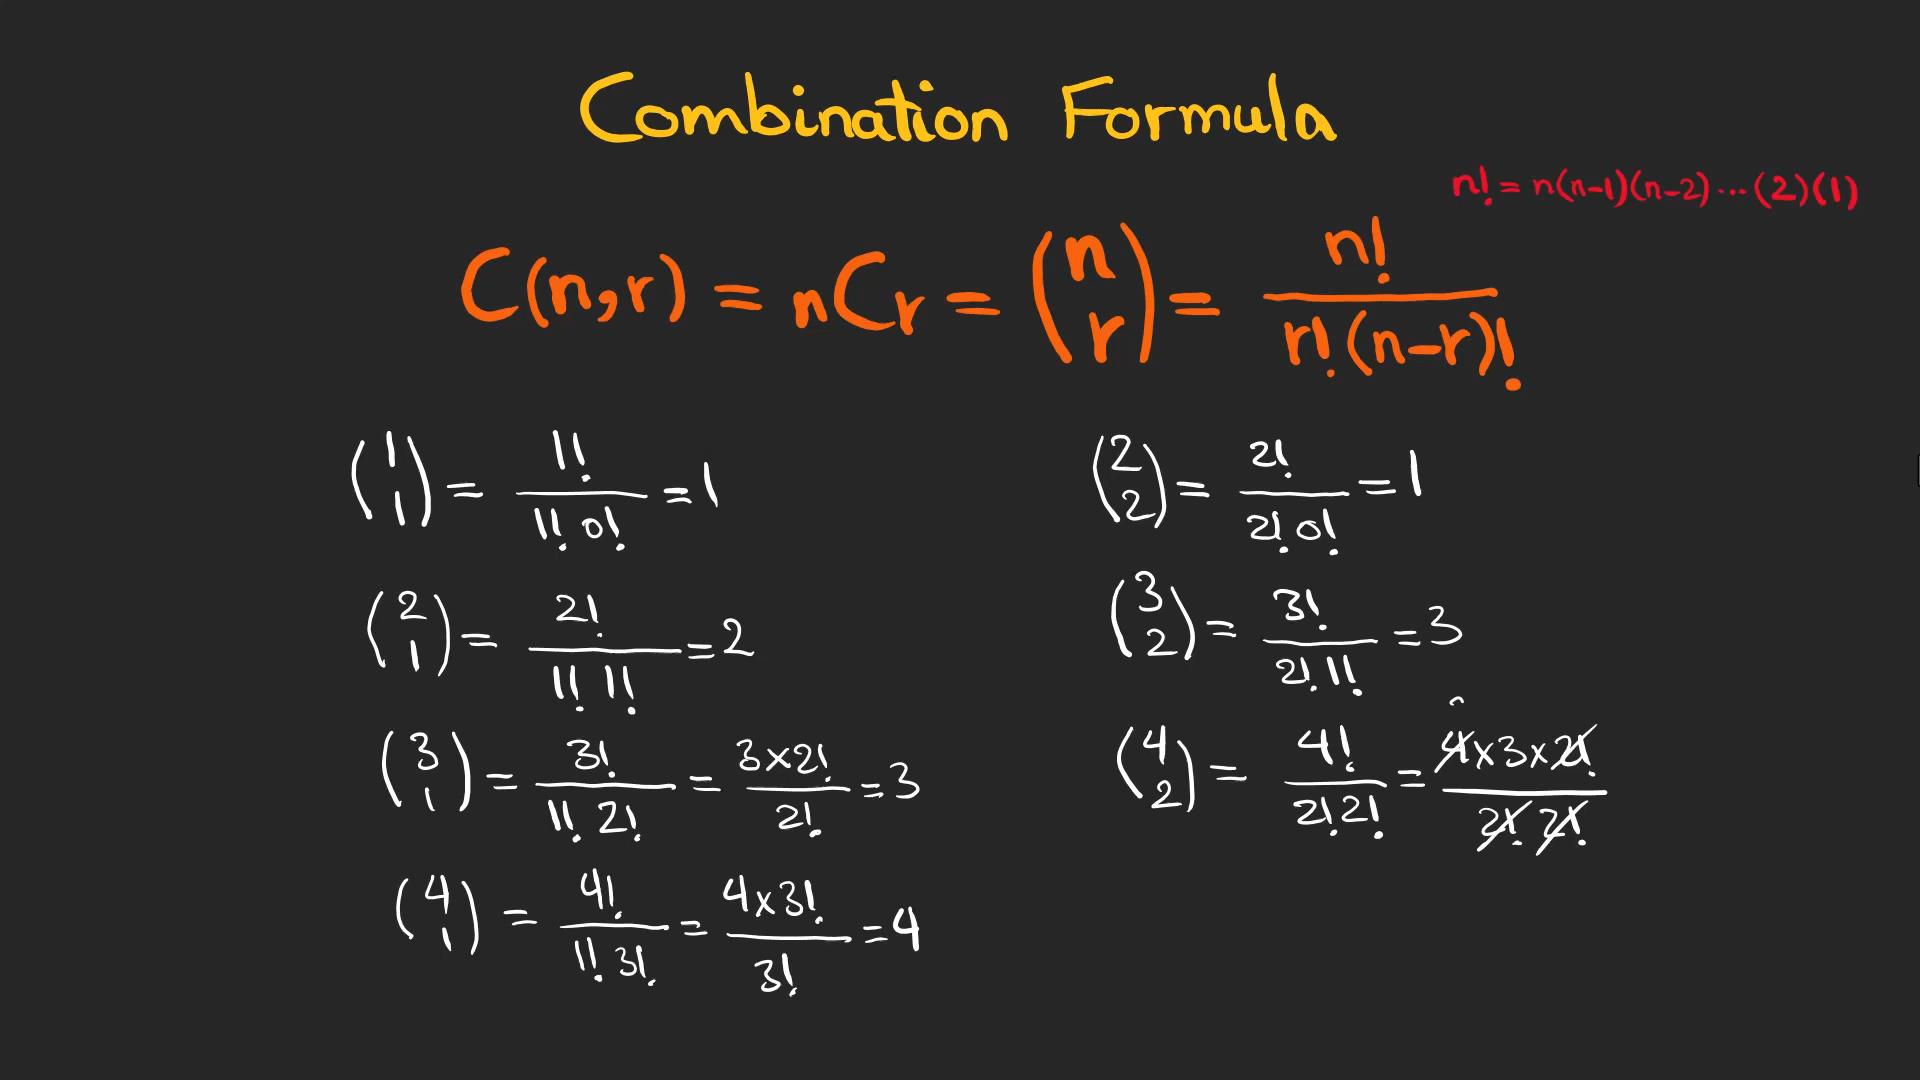 Combination Formula
n! = n(n-1)(n-2)...(2)(1)
C(n,r) = nCr = (n r) = n! / r!(n-r)!
(1 1) = 1! / 1! 0! = 1
(2 1) = 2! / 1! 1! = 2
(3 1) = 3! / 1! 2! = 3x2! / 2! = 3
(4 1) = 4! / 1! 3! = 4x3! / 3! = 4
(2 2) = 2! / 2! 0! = 1
(3 2) = 3! / 2! 1! = 3
(4 2) = 4! / 2! 2! = 4x3x2! / 2! 2!